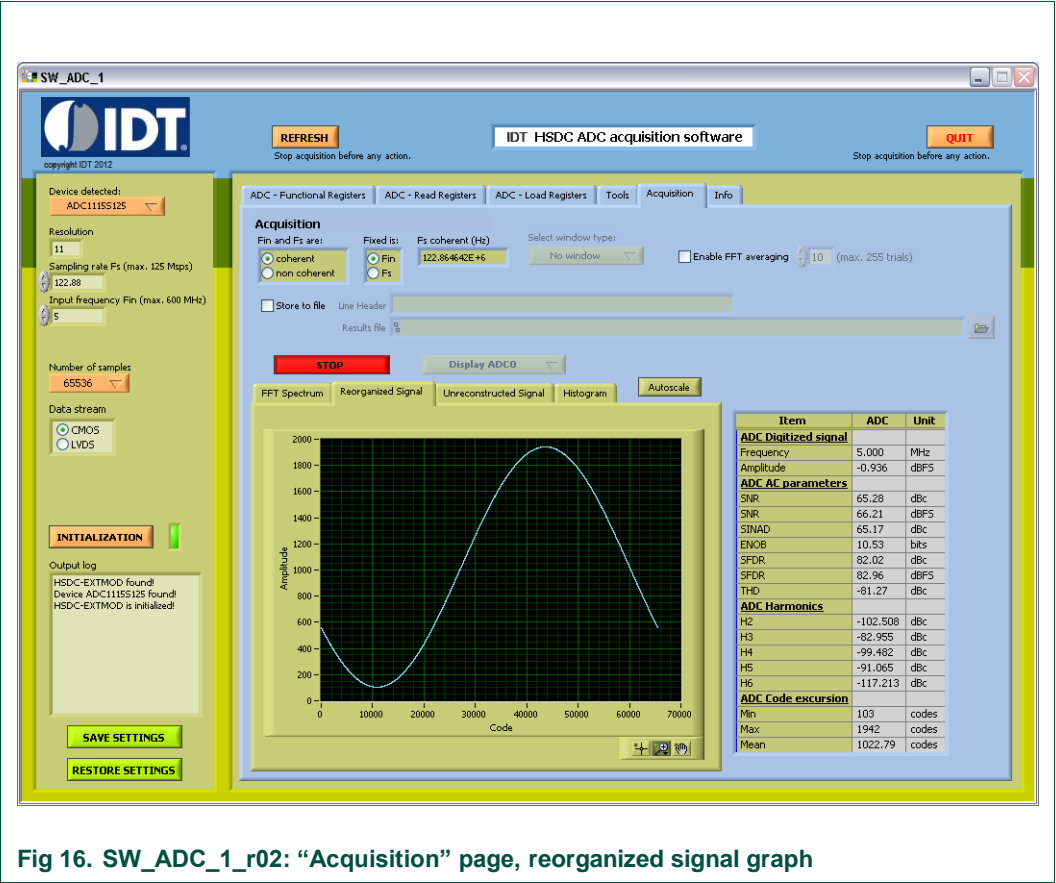 SW_ADC_1
IDT.
copyright IDT 2012
REFRESH
Stop acquisition before any action.
IDT HSDC ADC acquisition software
QUIT
Stop acquisition before any action.
Device detected:
ADC1115S125
Resolution
11
Sampling rate Fs (max. 125 Msps)
122.88
Input frequency Fin (max. 600 MHz)
5
Number of samples
65536
Data stream
CMOS
LVDS
INITIALIZATION
Output log
HSDC-EXTMOD found!
Device ADC1115S125 found!
HSDC-EXTMOD is initialized!
SAVE SETTINGS
RESTORE SETTINGS
ADC - Functional Registers
ADC - Read Registers
ADC - Load Registers
Tools
Acquisition
Info
Acquisition
Fin and Fs are:
coherent
non coherent
Fixed is:
Fin
Fs
Fs coherent (Hz)
122.864642E+6
Select window type:
No window
Enable FFT averaging
10 (max. 255 trials)
Store to file
Line Header
Results file
STOP
Display ADC0
FFT Spectrum
Reorganized Signal
Unreconstructed Signal
Histogram
Autoscale
Amplitude
2000
1800
1600
1400
1200
1000
800
600
400
200
0
0 10000 20000 30000 40000 50000 60000 70000
Code
Item ADC Unit
ADC Digitized signal
Frequency 5.000 MHz
Amplitude -0.936 dBFS
ADC AC parameters
SNR 65.28 dBc
SNR 66.21 dBFS
SINAD 65.17 dBc
ENOB 10.53 bits
SFDR 82.02 dBc
SFDR 82.96 dBFS
THD -81.27 dBc
ADC Harmonics
H2 -102.508 dBc
H3 -82.955 dBc
H4 -99.482 dBc
H5 -91.065 dBc
H6 -117.213 dBc
ADC Code excursion
Min 103 codes
Max 1942 codes
Mean 1022.79 codes
Fig 16. SW_ADC_1_r02: “Acquisition” page, reorganized signal graph